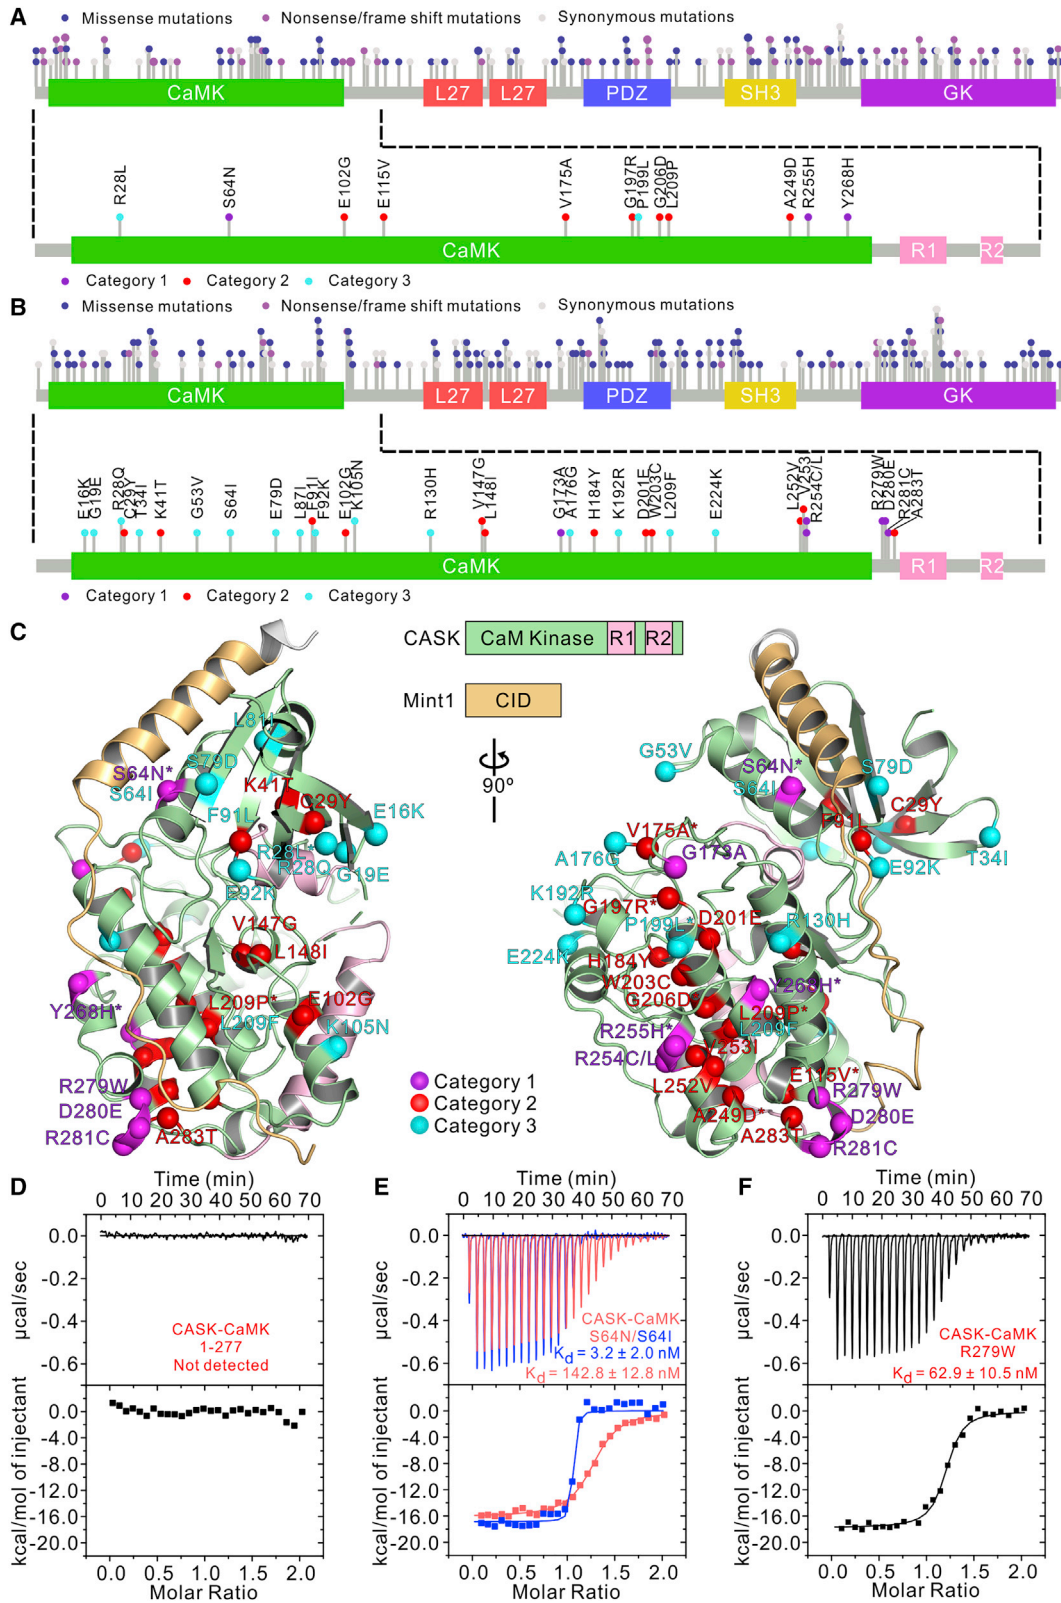 A
Missense mutations
Nonsense/frame shift mutations
Synonymous mutations
CaMK
L27
L27
PDZ
SH3
GK
R28L
S64N
E102G
E115V
V175A
G197R
P199L
G206D
L209P
A249D
R255H
Y268H
CaMK
R1
R2
Category 1
Category 2
Category 3
B
Missense mutations
Nonsense/frame shift mutations
Synonymous mutations
CaMK
L27
L27
PDZ
SH3
GK
E16K
G19E
R28Q
C29Y
T34I
K41T
G53V
S64I
E79D
L87I
F91I
F92K
E102G
K105N
R130H
V147G
L148I
G173A
A176G
H184Y
K192R
D201E
W203C
L209F
E224K
L252V
V253I
R254C/L
R279W
D280E
R281C
A283T
CaMK
R1
R2
Category 1
Category 2
Category 3
C
CASK
CaM Kinase
R1
R2
Mint1
CID
90º
L81I
S79D
S64N*
S64I
K41T
C29Y
F91L
E16K
R28L*
R28Q
G19E
E92K
V147G
L148I
L209P*
L209F
E102G
K105N
Y268H*
R279W
D280E
R281C
A283T
G53V
S64N*
S64I
S79D
C29Y
F91L
T34I
E92K
V175A*
A176G
G173A
K192R
G197R*
P199L*
D201E
R130H
E224K
H184Y
W203C
G206D*
Y268H*
L209P*
L209F
R255H*
R254C/L
V253I
L252V
E115V*
R279W
A249D*
D280E
A283T
R281C
Category 1
Category 2
Category 3
D
Time (min)
0 10 20 30 40 50 60 70
0.0
-0.2
-0.4
-0.6
µcal/sec
CASK-CaMK
1-277
Not detected
0.0
-4.0
-8.0
-12.0
-16.0
-20.0
kcal/mol of injectant
0.0 0.5 1.0 1.5 2.0
Molar Ratio
E
Time (min)
0 10 20 30 40 50 60 70
0.0
-0.2
-0.4
-0.6
µcal/sec
CASK-CaMK
S64N/S64I
Kd = 3.2 ± 2.0 nM
Kd = 142.8 ± 12.8 nM
0.0
-4.0
-8.0
-12.0
-16.0
-20.0
kcal/mol of injectant
0.0 0.5 1.0 1.5 2.0
Molar Ratio
F
Time (min)
0 10 20 30 40 50 60 70
0.0
-0.2
-0.4
-0.6
µcal/sec
CASK-CaMK
R279W
Kd = 62.9 ± 10.5 nM
0.0
-4.0
-8.0
-12.0
-16.0
-20.0
kcal/mol of injectant
0.0 0.5 1.0 1.5 2.0
Molar Ratio